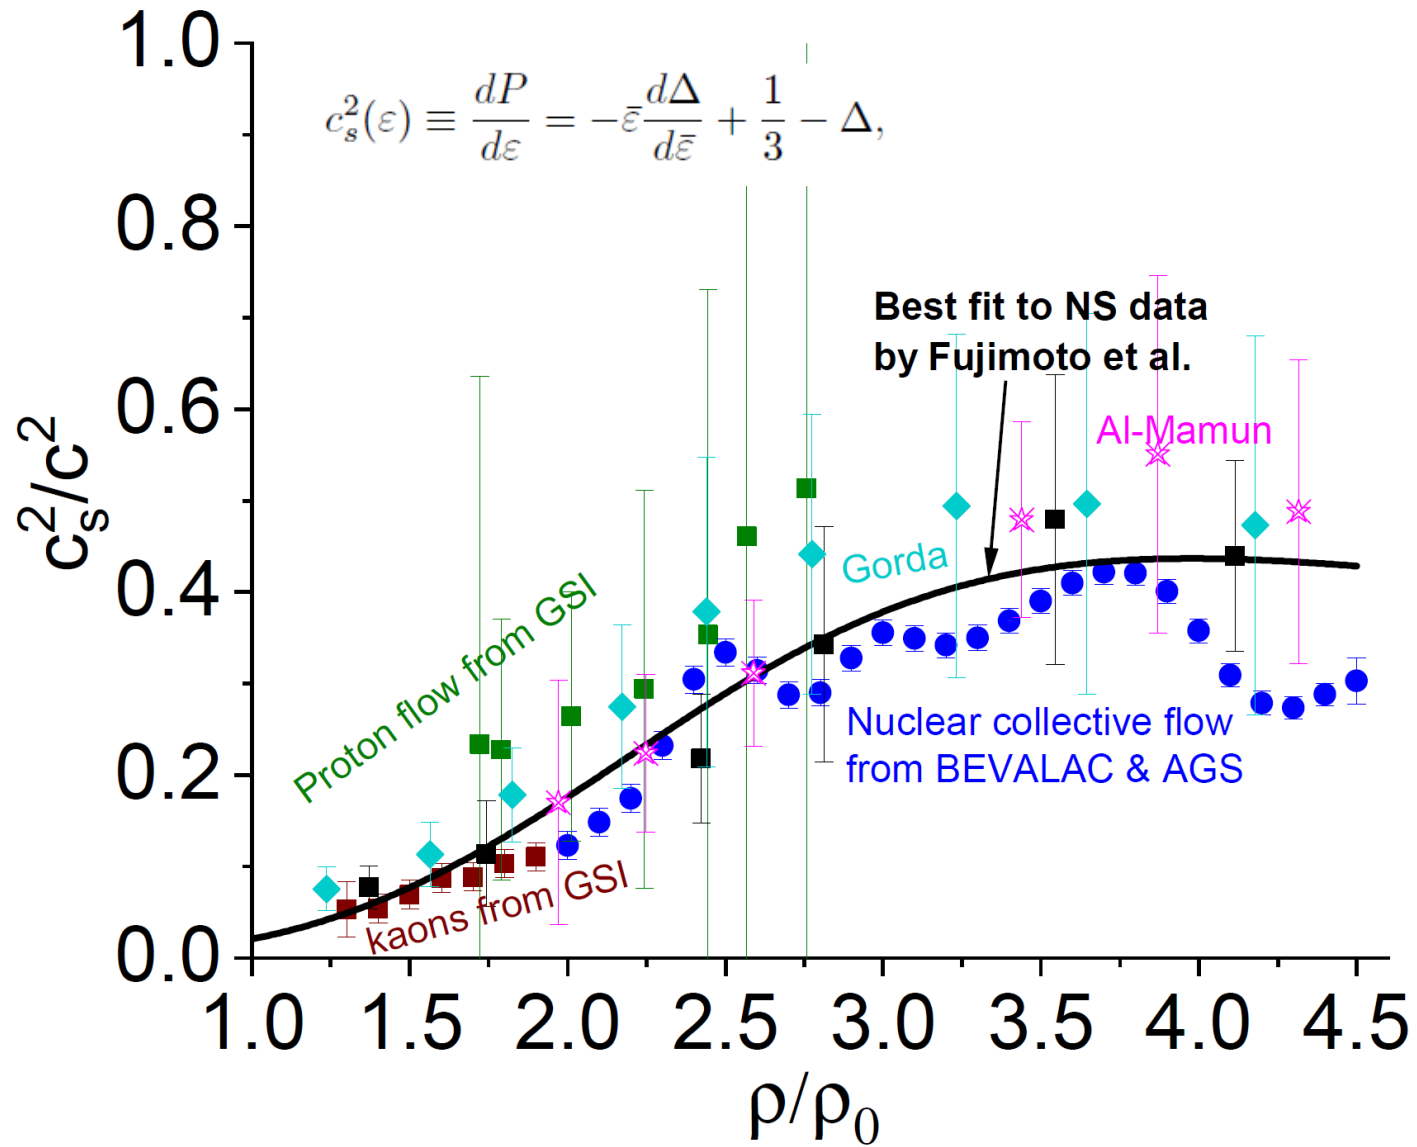 1.0
0.8
0.6
0.4
0.2
0.0
c_s^2/c^2
c_s^2(ε) ≡ dP/dε = −ε̄ dΔ/dε̄ + 1/3 − Δ,
Best fit to NS data
by Fujimoto et al.
Al-Mamun
Gorda
Proton flow from GSI
Nuclear collective flow
from BEVALAC & AGS
kaons from GSI
1.0 1.5 2.0 2.5 3.0 3.5 4.0 4.5
ρ/ρ_0